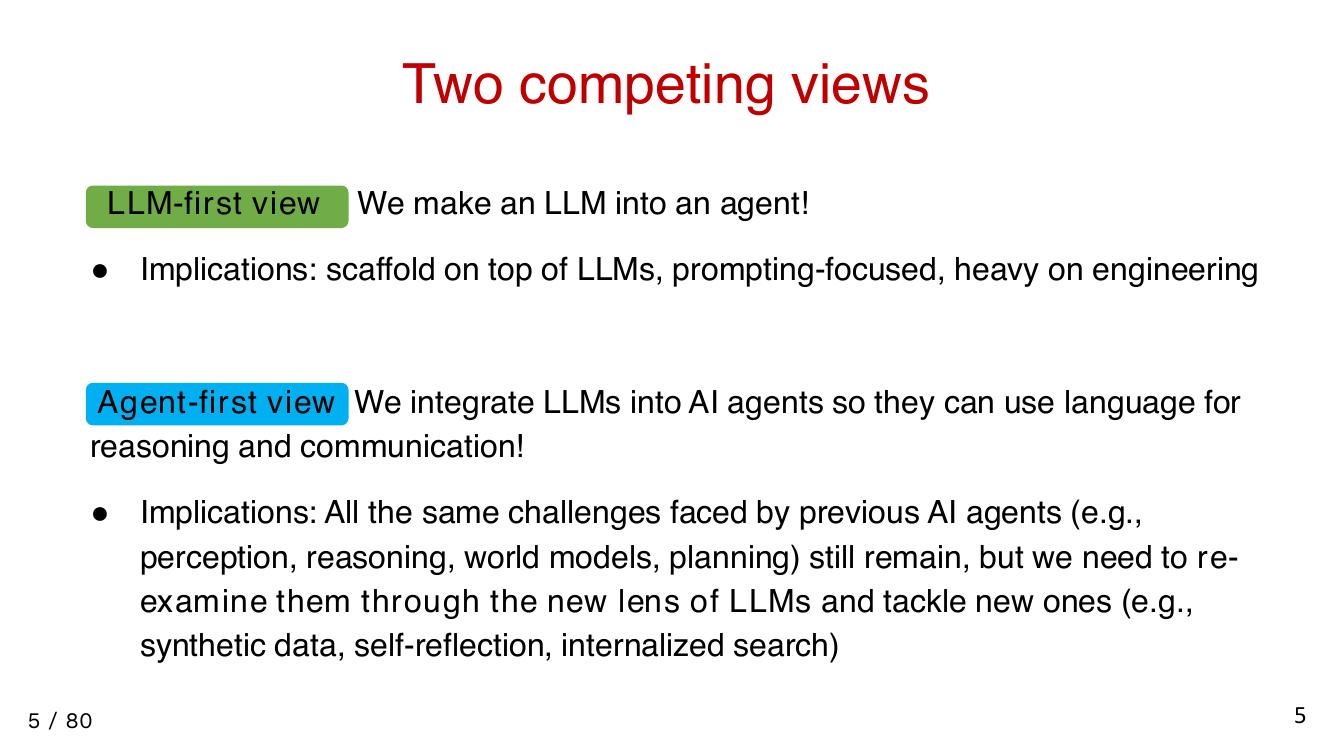 Two competing views
LLM-first view We make an LLM into an agent!
● Implications: scaffold on top of LLMs, prompting-focused, heavy on engineering
Agent-first view We integrate LLMs into AI agents so they can use language for
reasoning and communication!
● Implications: All the same challenges faced by previous AI agents (e.g.,
perception, reasoning, world models, planning) still remain, but we need to re-
examine them through the new lens of LLMs and tackle new ones (e.g.,
synthetic data, self-reflection, internalized search)
5 / 80
5